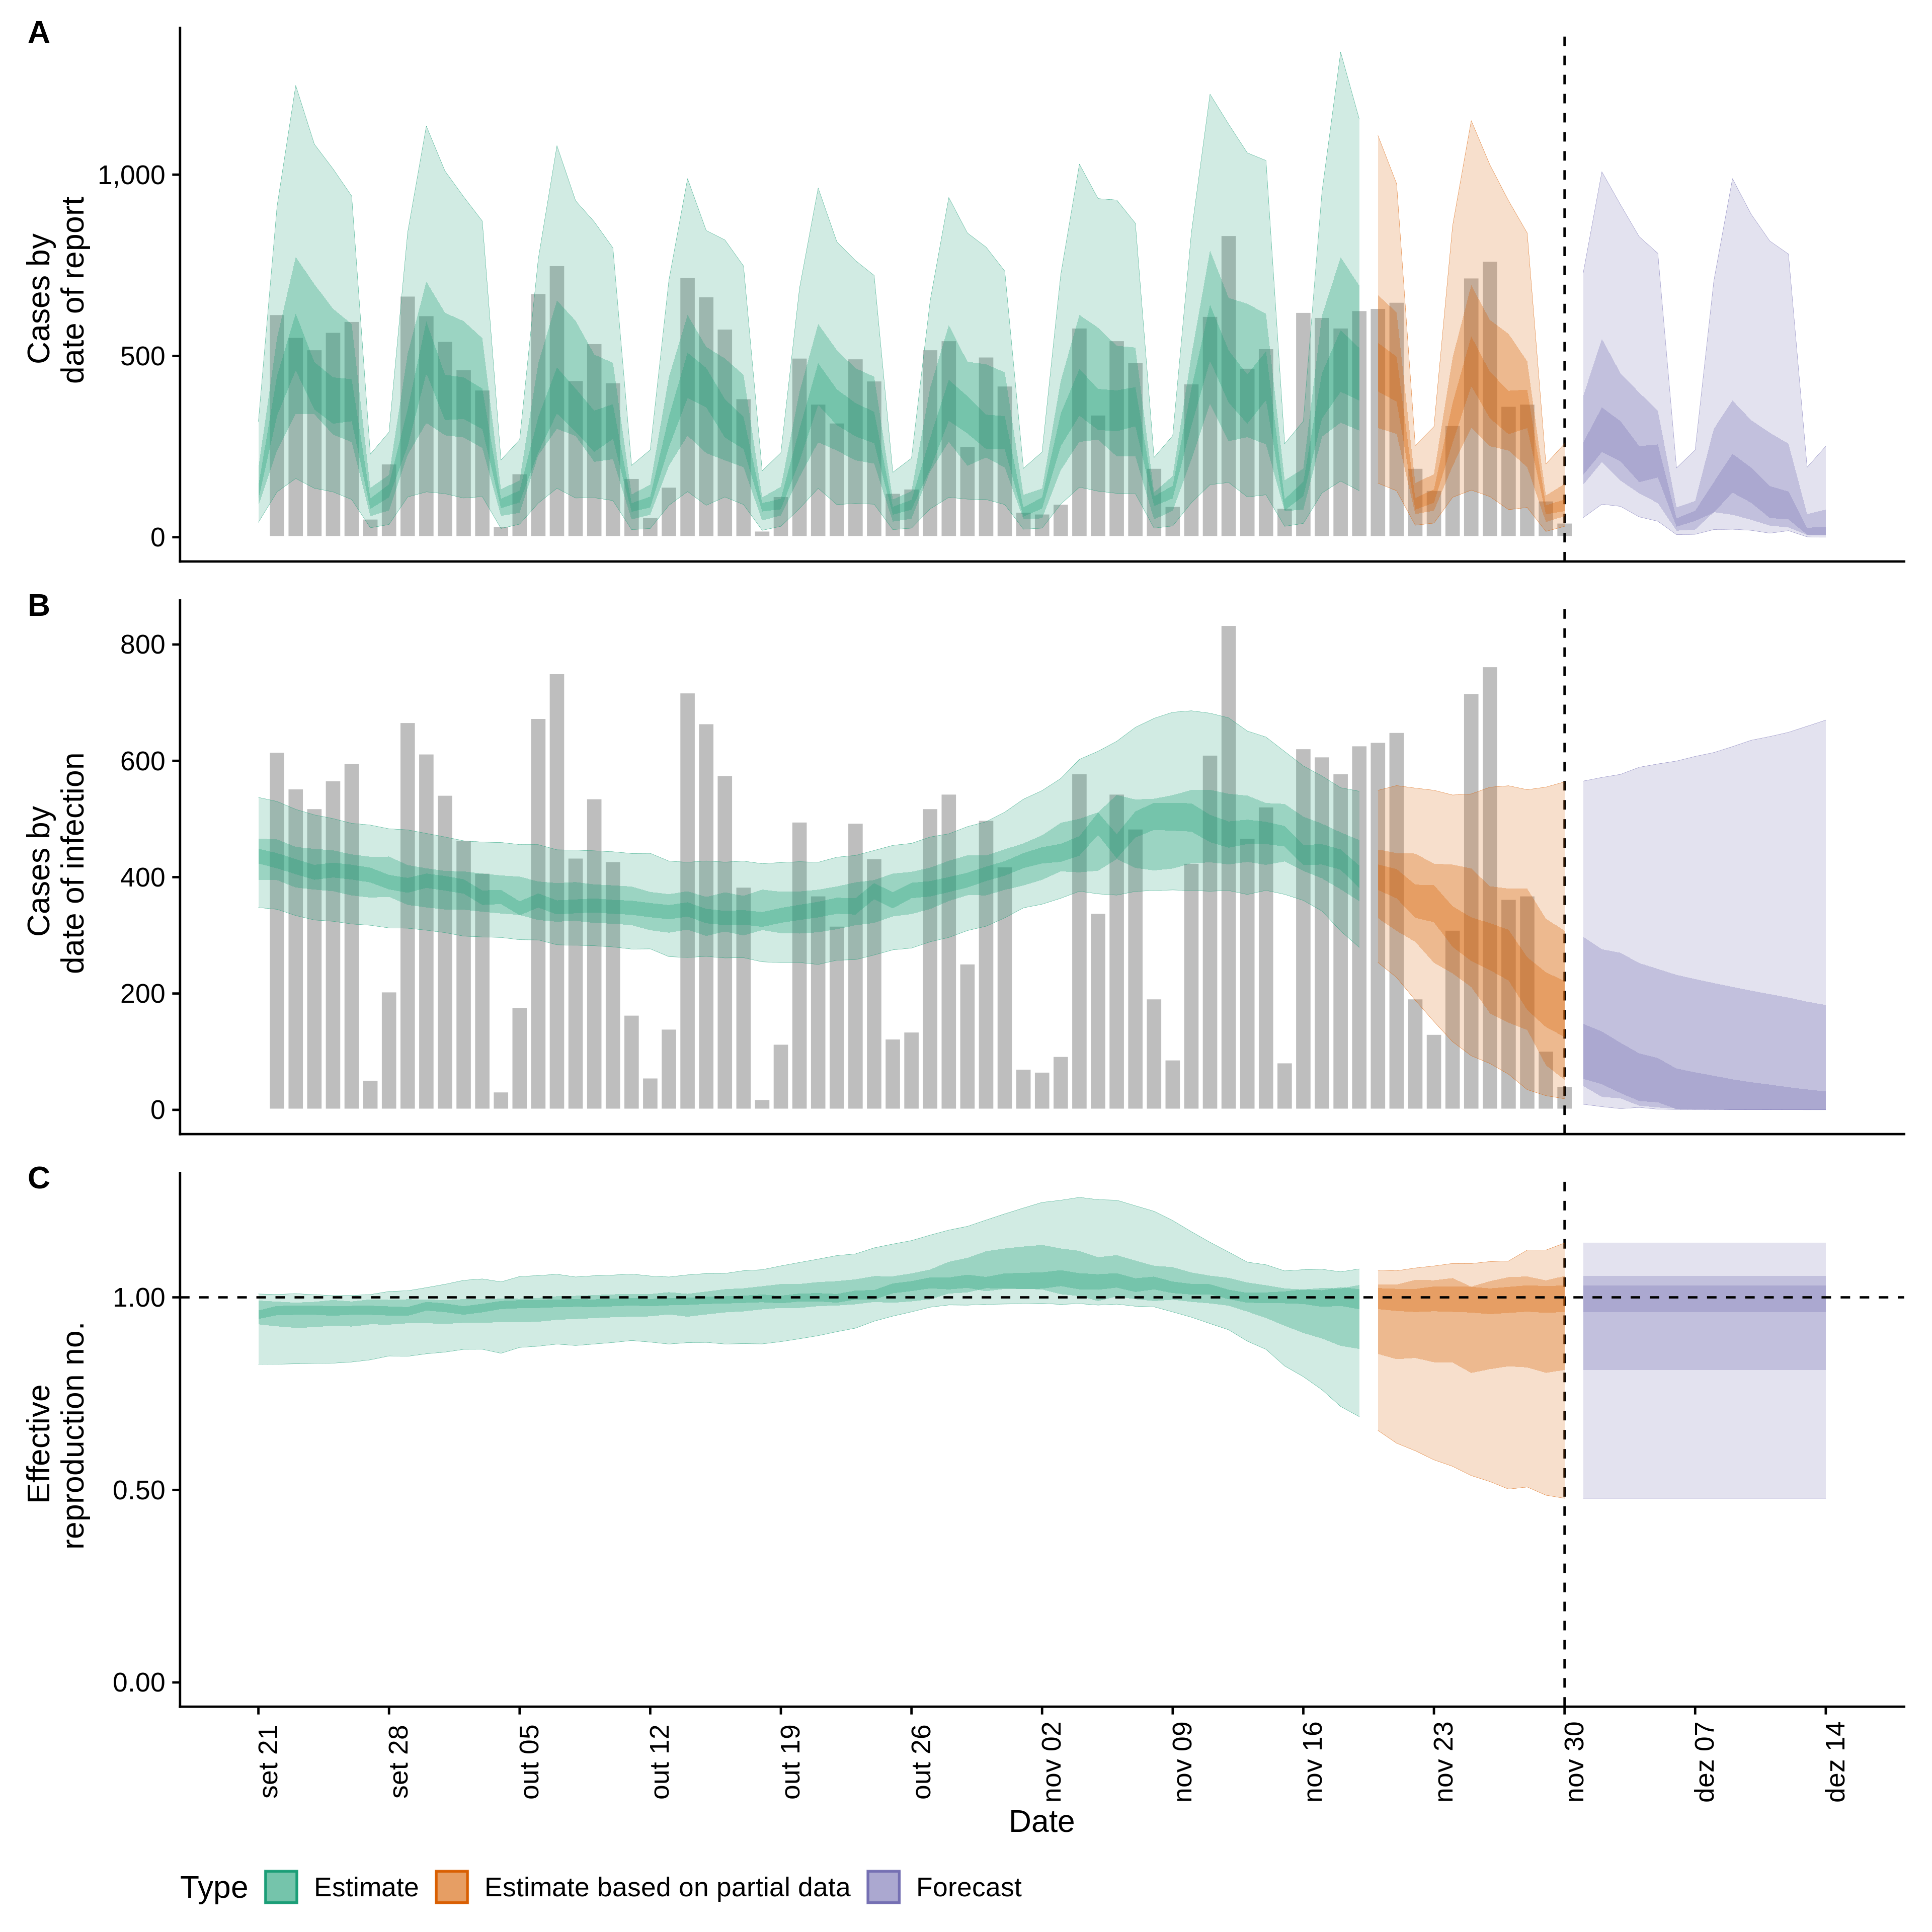 A
Cases by
date of report
1,000
500
0
B
Cases by
date of infection
800
600
400
200
0
C
Effective
reproduction no.
1.00
0.50
0.00
set 21
set 28
out 05
out 12
out 19
out 26
nov 02
nov 09
nov 16
nov 23
nov 30
dez 07
dez 14
Date
Type
Estimate
Estimate based on partial data
Forecast